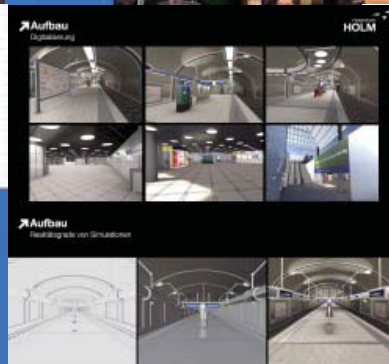 Aufbau
Digitalisierung
HOLM
Aufbau
Realitätsgrade von Simulationen